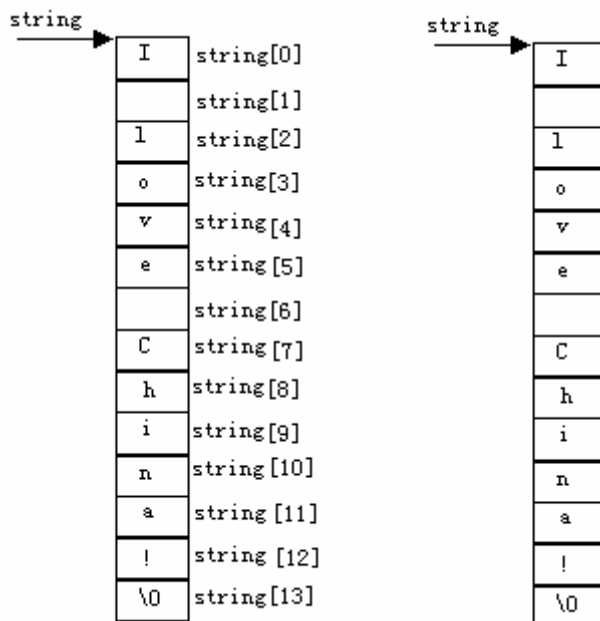 string
I string[0]
string[1]
l string[2]
o string[3]
v string[4]
e string[5]
string[6]
C string[7]
h string[8]
i string[9]
n string[10]
a string[11]
! string[12]
\0 string[13]
string
I
l
o
v
e
C
h
i
n
a
!
\0